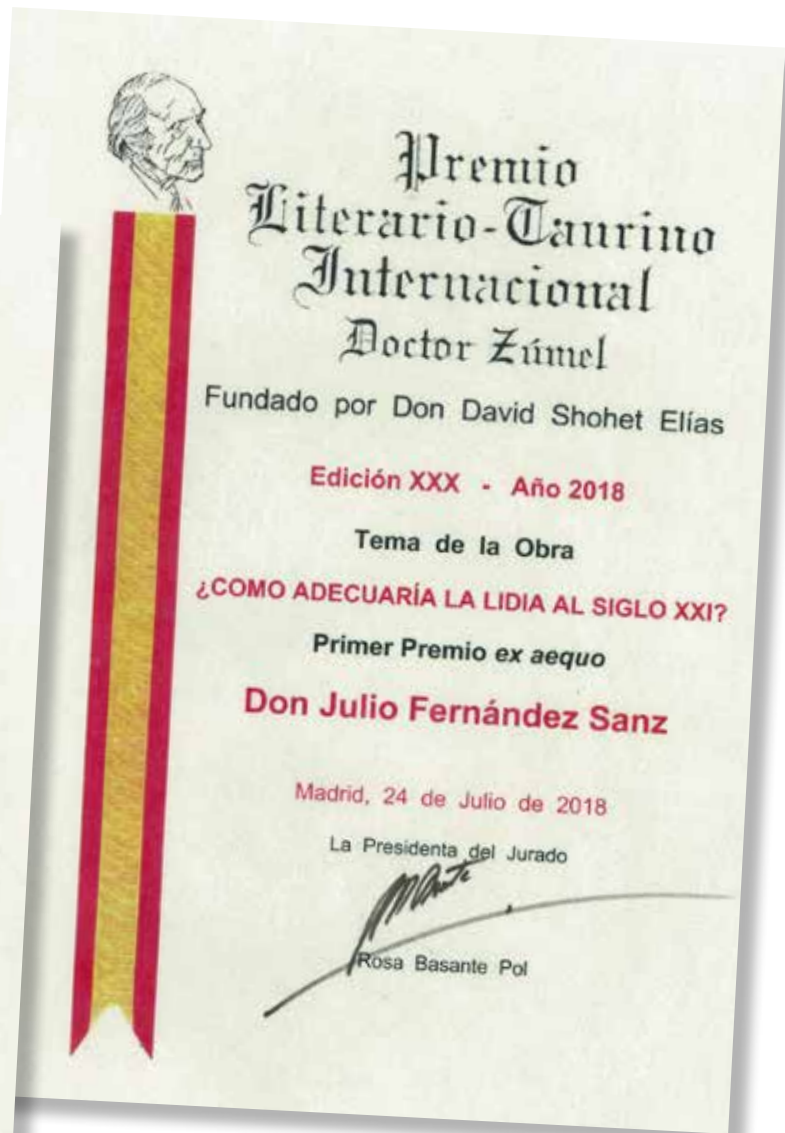 Premio
Literario-Taurino
Internacional
Doctor Zúmel
Fundado por Don David Shohet Elías
Edición XXX - Año 2018
Tema de la Obra
¿COMO ADECUARÍA LA LIDIA AL SIGLO XXI?
Primer Premio ex aequo
Don Julio Fernández Sanz
Madrid, 24 de Julio de 2018
La Presidenta del Jurado
Rosa Basante Pol